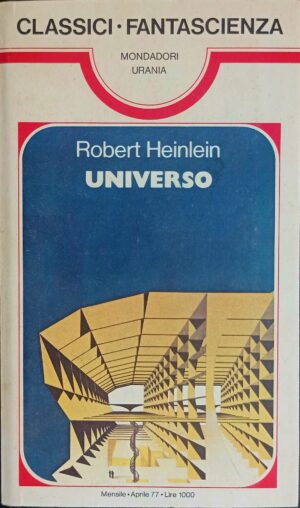 CLASSICI • FANTASCIENZA
MONDADORI
URANIA
Robert Heinlein
UNIVERSO
Mensile • Aprile 77 • Lire 1000